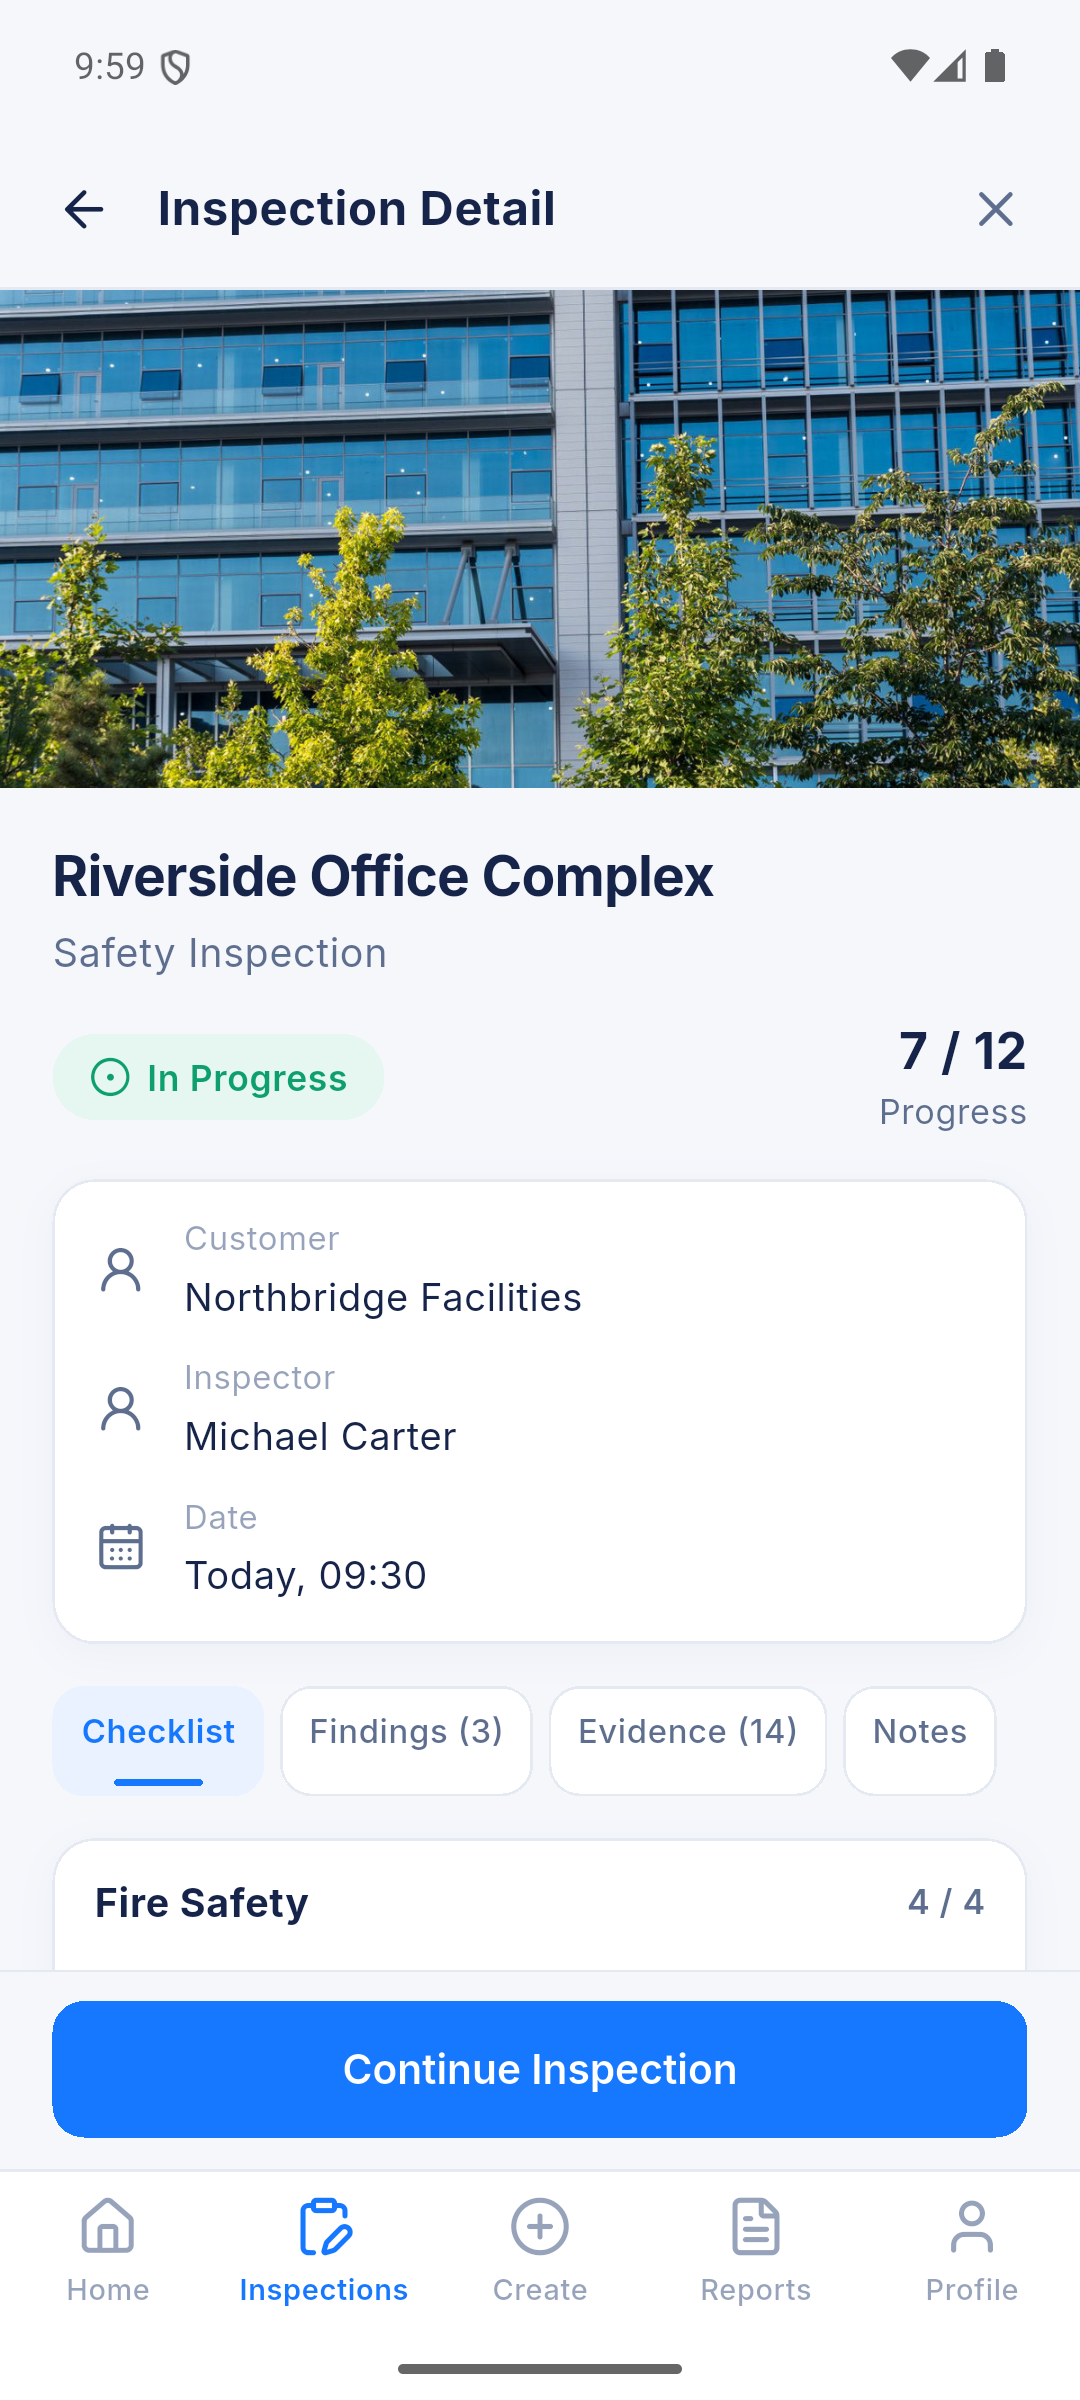 9:59
Inspection Detail
Riverside Office Complex
Safety Inspection
In Progress
7 / 12
Progress
Customer
Northbridge Facilities
Inspector
Michael Carter
Date
Today, 09:30
Checklist
Findings (3)
Evidence (14)
Notes
Fire Safety
4 / 4
Continue Inspection
Home
Inspections
Create
Reports
Profile